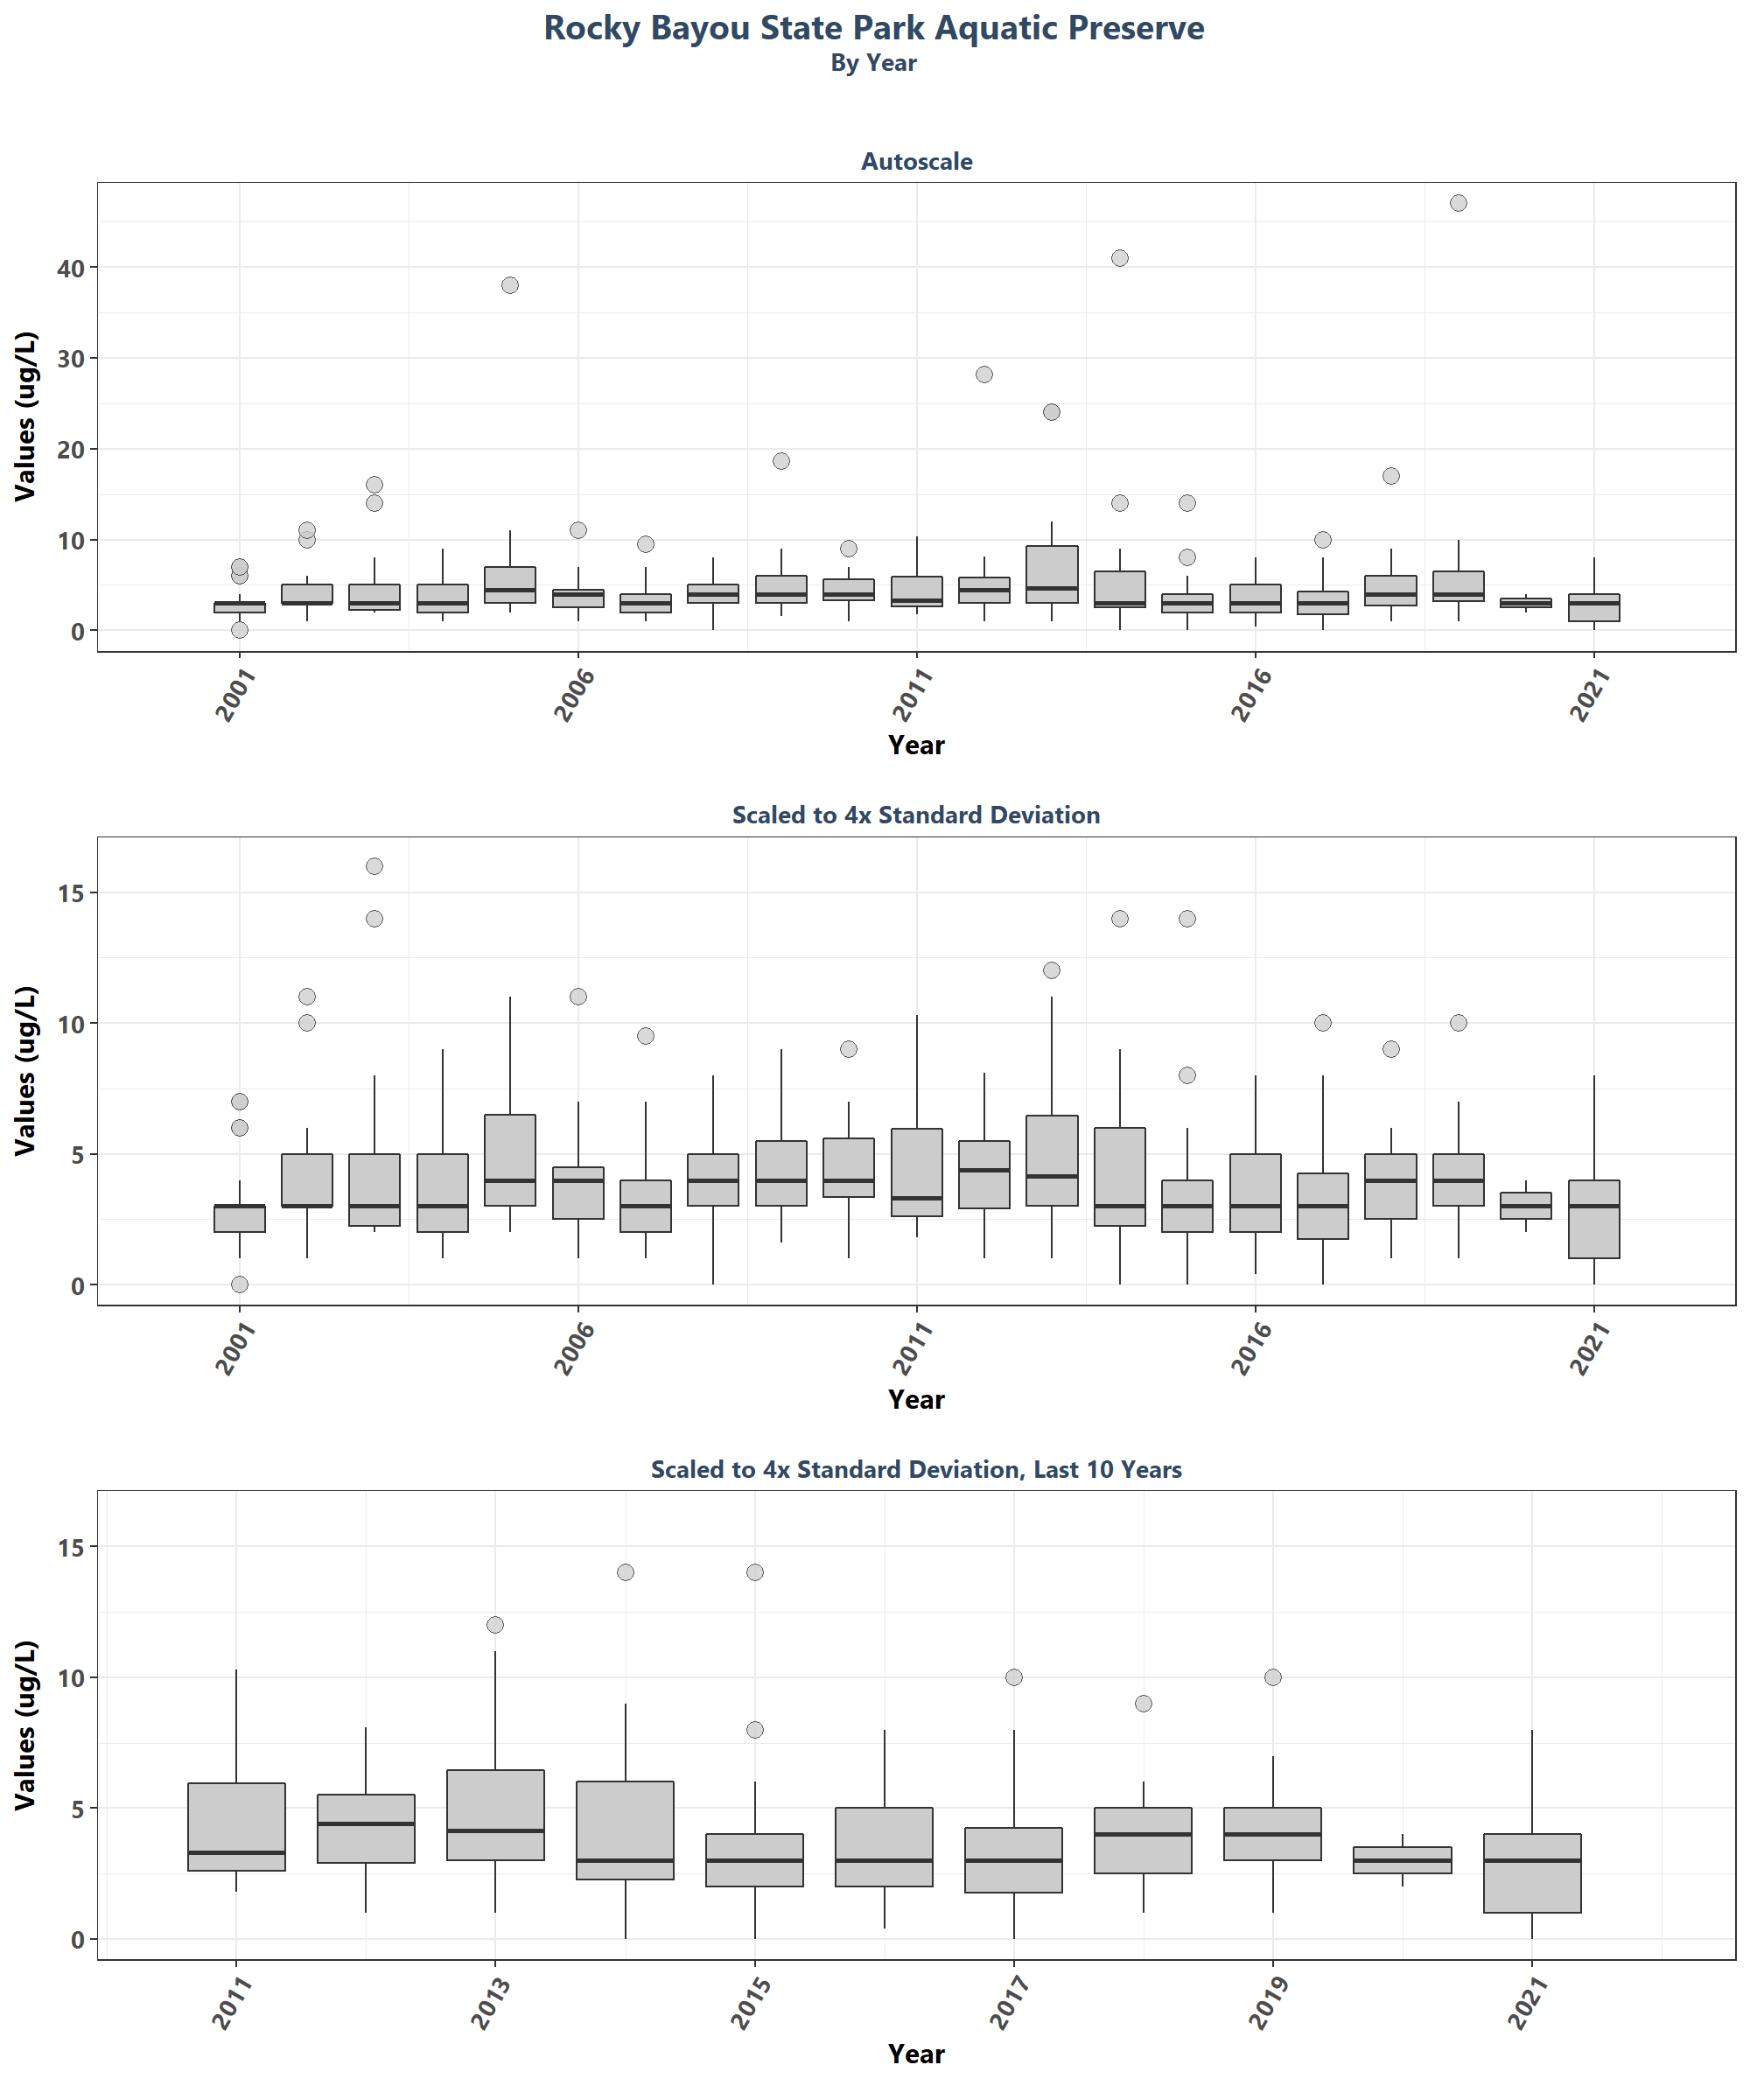 Rocky Bayou State Park Aquatic Preserve
By Year
Autoscale
Values (ug/L)
40
30
20
10
0
2001
2006
2011
2016
2021
Year
Scaled to 4x Standard Deviation
Values (ug/L)
15
10
5
0
2001
2006
2011
2016
2021
Year
Scaled to 4x Standard Deviation, Last 10 Years
Values (ug/L)
15
10
5
0
2011
2013
2015
2017
2019
2021
Year